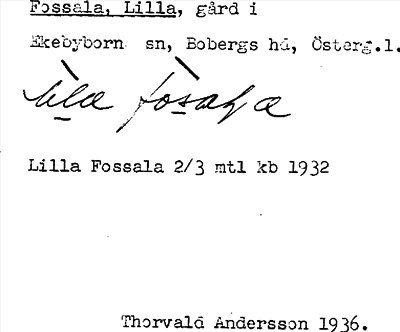 Fossala, Lilla, gård i
Ekebyborn sn, Bobergs hd, Österg.l.
lilla fosala
Lilla Fossala 2/3 mtl kb 1932
Thorvald Andersson 1936.